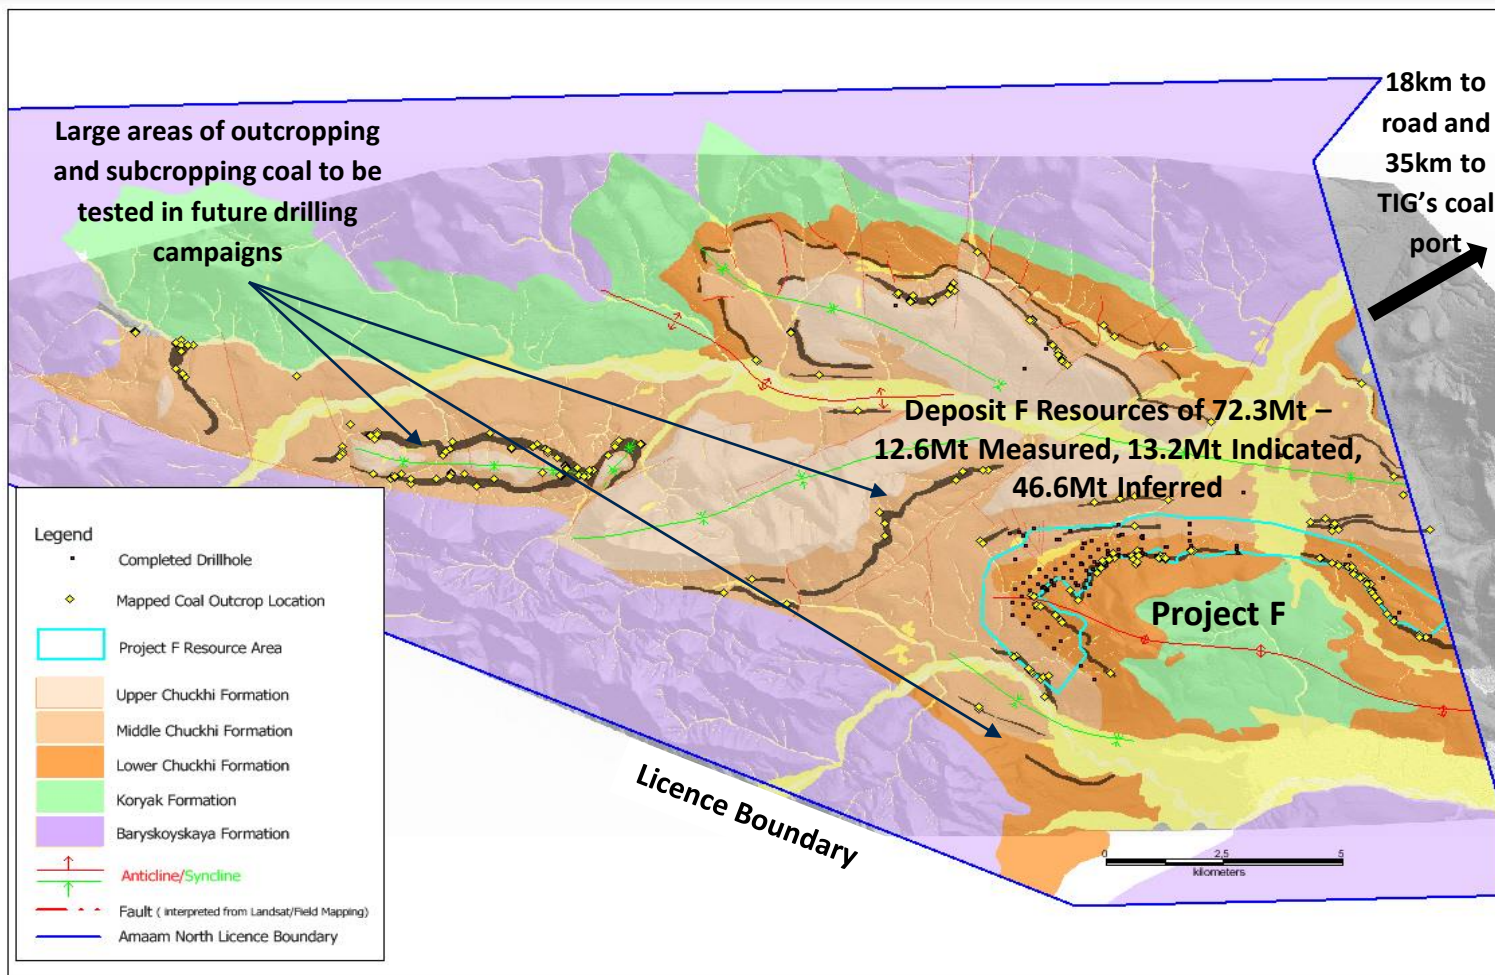 Large areas of outcropping
and subcropping coal to be
tested in future drilling
campaigns
18km to
road and
35km to
TIG's coal
port
Deposit F Resources of 72.3Mt –
12.6Mt Measured, 13.2Mt Indicated,
46.6Mt Inferred
Project F
Licence Boundary
0 2,5 5
kilometers
Legend
Completed Drillhole
Mapped Coal Outcrop Location
Project F Resource Area
Upper Chuckhi Formation
Middle Chuckhi Formation
Lower Chuckhi Formation
Koryak Formation
Baryskoyskaya Formation
Anticline/Syncline
Fault ( interpreted from Landsat/Field Mapping)
Amaam North Licence Boundary